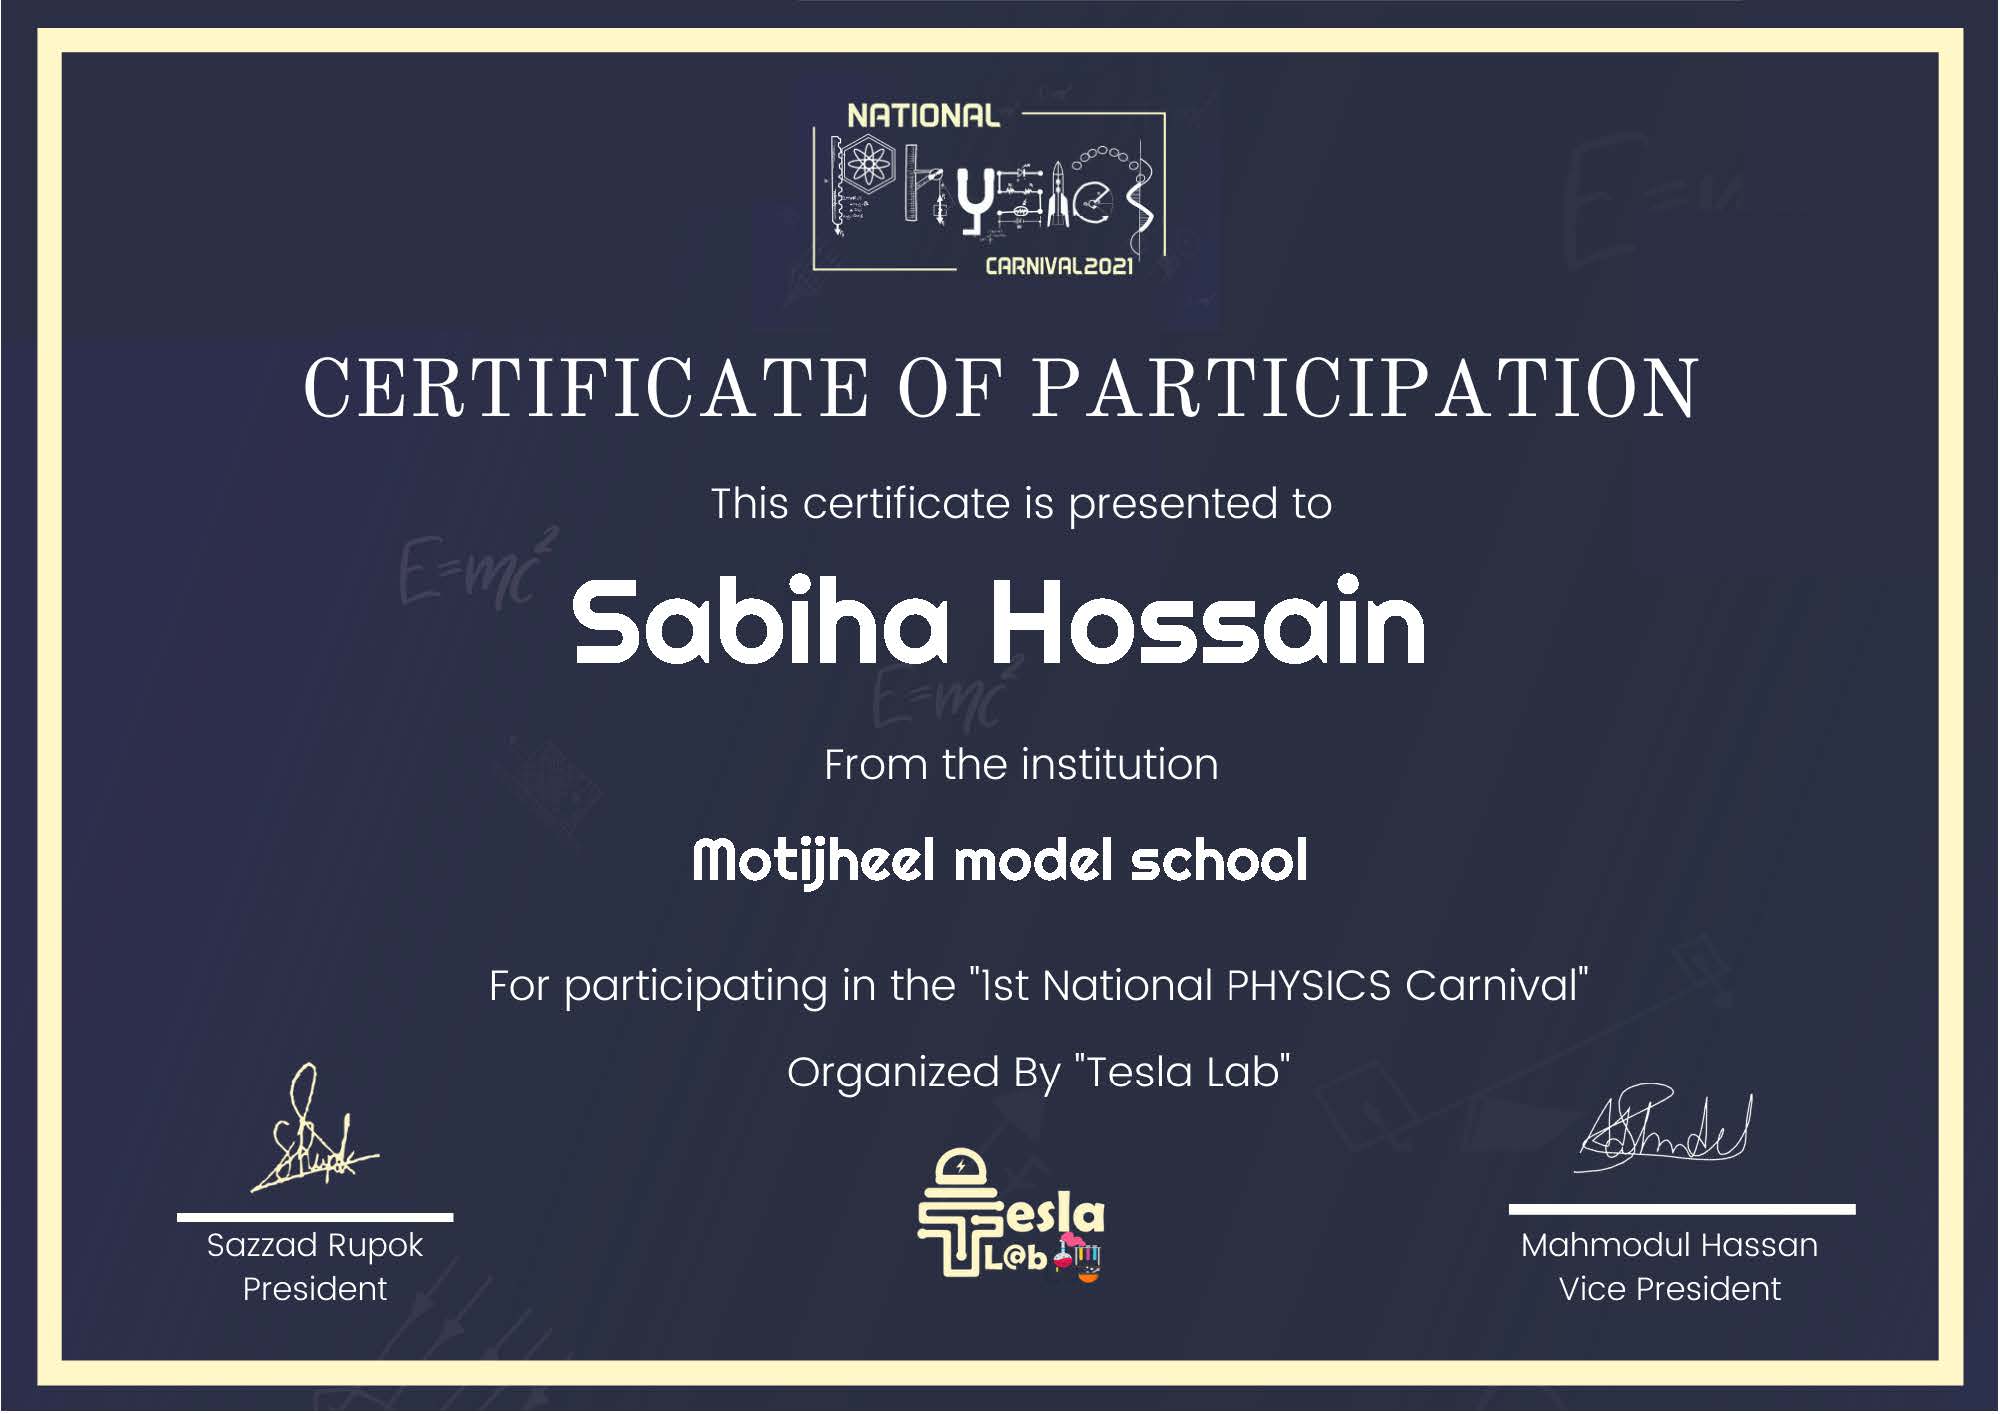 NATIONAL
Physics
CARNIVAL2021
CERTIFICATE OF PARTICIPATION
This certificate is presented to
E=mc²
Sabiha Hossain
E=mc²
From the institution
Motijheel model school
For participating in the "1st National PHYSICS Carnival"
Organized By "Tesla Lab"
Tesla
L@b
Sazzad Rupok
President
Mahmodul Hassan
Vice President